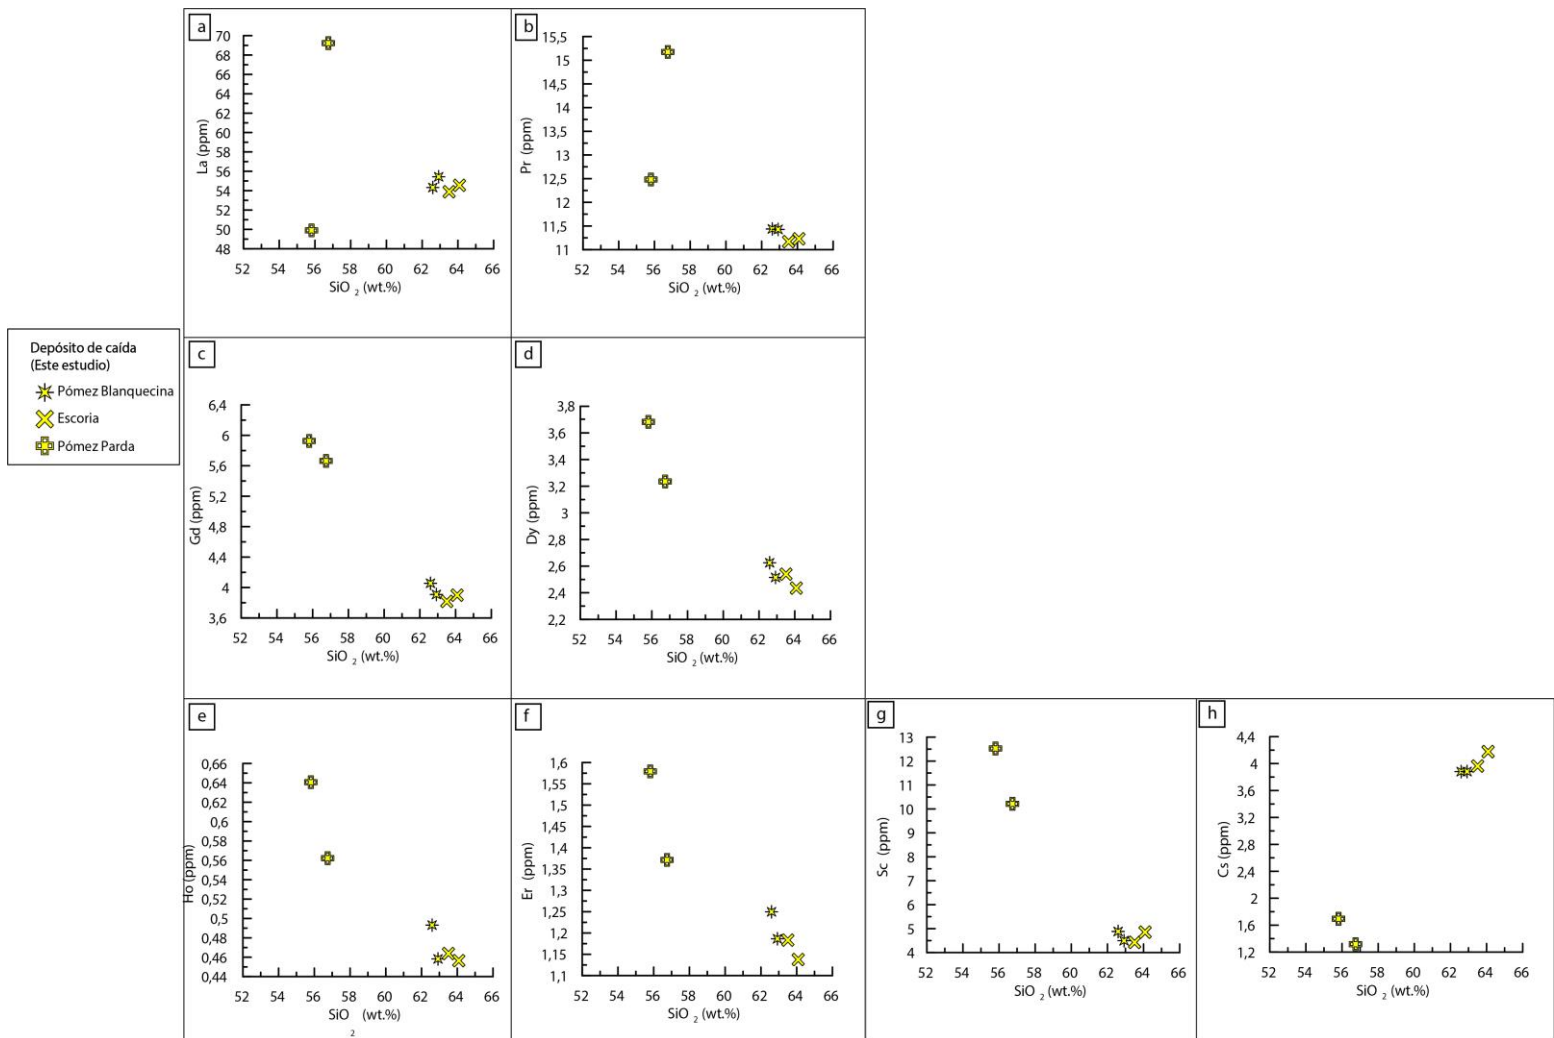 a
70
68
66
64
62
60
58
56
54
52
50
48
La (ppm)
52 54 56 58 60 62 64 66
SiO 2 (wt.%)
b
15,5
15
14,5
14
13,5
13
12,5
12
11,5
11
Pr (ppm)
52 54 56 58 60 62 64 66
SiO 2 (wt.%)
Depósito de caída
(Este estudio)
Pómez Blanquecina
Escoria
Pómez Parda
c
6,4
6
5,6
5,2
4,8
4,4
4
3,6
Gd (ppm)
52 54 56 58 60 62 64 66
SiO 2 (wt.%)
d
3,8
3,6
3,4
3,2
3
2,8
2,6
2,4
2,2
Dy (ppm)
52 54 56 58 60 62 64 66
SiO 2 (wt.%)
e
0,66
0,64
0,62
0,6
0,58
0,56
0,54
0,52
0,5
0,48
0,46
0,44
Ho (ppm)
52 54 56 58 60 62 64 66
SiO (wt.%)
2
f
1,6
1,55
1,5
1,45
1,4
1,35
1,3
1,25
1,2
1,15
1,1
Er (ppm)
52 54 56 58 60 62 64 66
SiO 2 (wt.%)
g
13
12
11
10
9
8
7
6
5
4
Sc (ppm)
52 54 56 58 60 62 64 66
SiO 2 (wt.%)
h
4,4
4
3,6
3,2
2,8
2,4
2
1,6
1,2
Cs (ppm)
52 54 56 58 60 62 64 66
SiO 2 (wt.%)